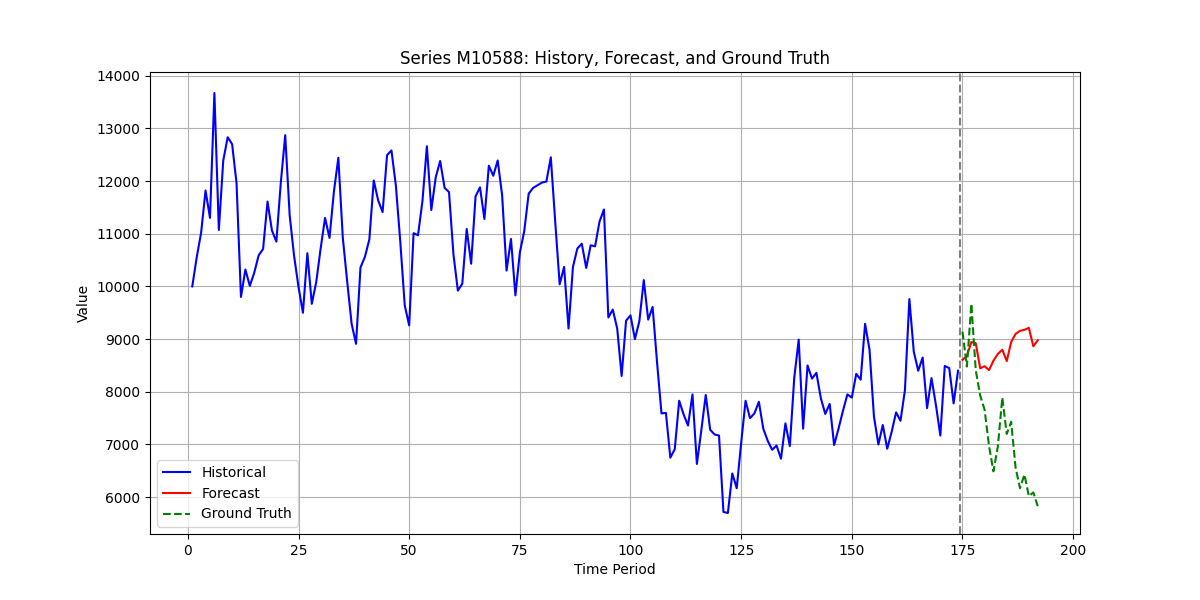 Series M10588: History, Forecast, and Ground Truth
14000
13000
12000
11000
10000
9000
8000
7000
6000
Value
Historical
Forecast
Ground Truth
0 25 50 75 100 125 150 175 200
Time Period